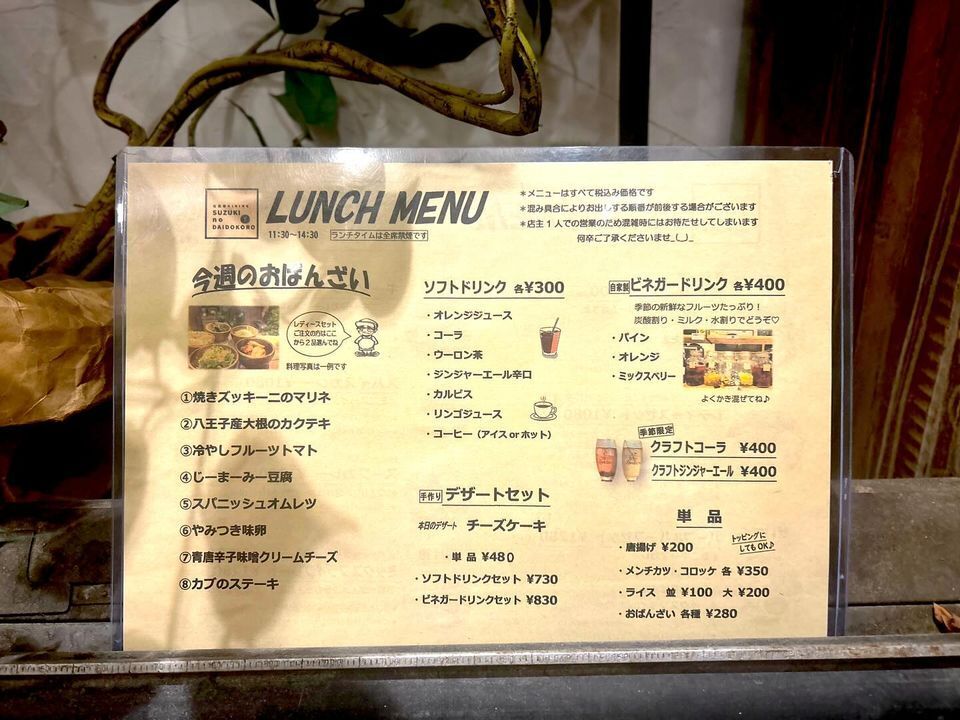 SUZUKI
no
DAIDOKORO
LUNCH MENU
11:30～14:30 ランチタイムは全席禁煙です
＊メニューはすべて税込み価格です
＊混み具合によりお出しする順番が前後する場合がございます
＊店主1人での営業のため混雑時にはお待たせしてしまいます
何卒ご了承くださいませ_(._.)_
今週のおばんざい
レディースセット
ご注文の方はここ
から2品選んでね
料理写真は一例です
①焼きズッキーニのマリネ
②八王子産大根のカクテキ
③冷やしフルーツトマト
④じーまーみー豆腐
⑤スパニッシュオムレツ
⑥やみつき味卵
⑦青唐辛子味噌クリームチーズ
⑧カブのステーキ
ソフトドリンク 各¥300
・オレンジジュース
・コーラ
・ウーロン茶
・ジンジャーエール辛口
・カルピス
・リンゴジュース
・コーヒー（アイス or ホット）
手作り デザートセット
本日のデザート チーズケーキ
・単 品 ¥480
・ソフトドリンクセット ¥730
・ビネガードリンクセット ¥830
自家製 ビネガードリンク 各¥400
季節の新鮮なフルーツたっぷり！
炭酸割り・ミルク・水割りでどうぞ♡
・パイン
・オレンジ
・ミックスベリー
よくかき混ぜてね♪
季節限定
クラフトコーラ ¥400
クラフトジンジャーエール ¥400
単 品
・唐揚げ ¥200
トッピングに
してもOK♪
・メンチカツ・コロッケ 各 ¥350
・ライス 並 ¥100 大 ¥200
・おばんざい 各種 ¥280